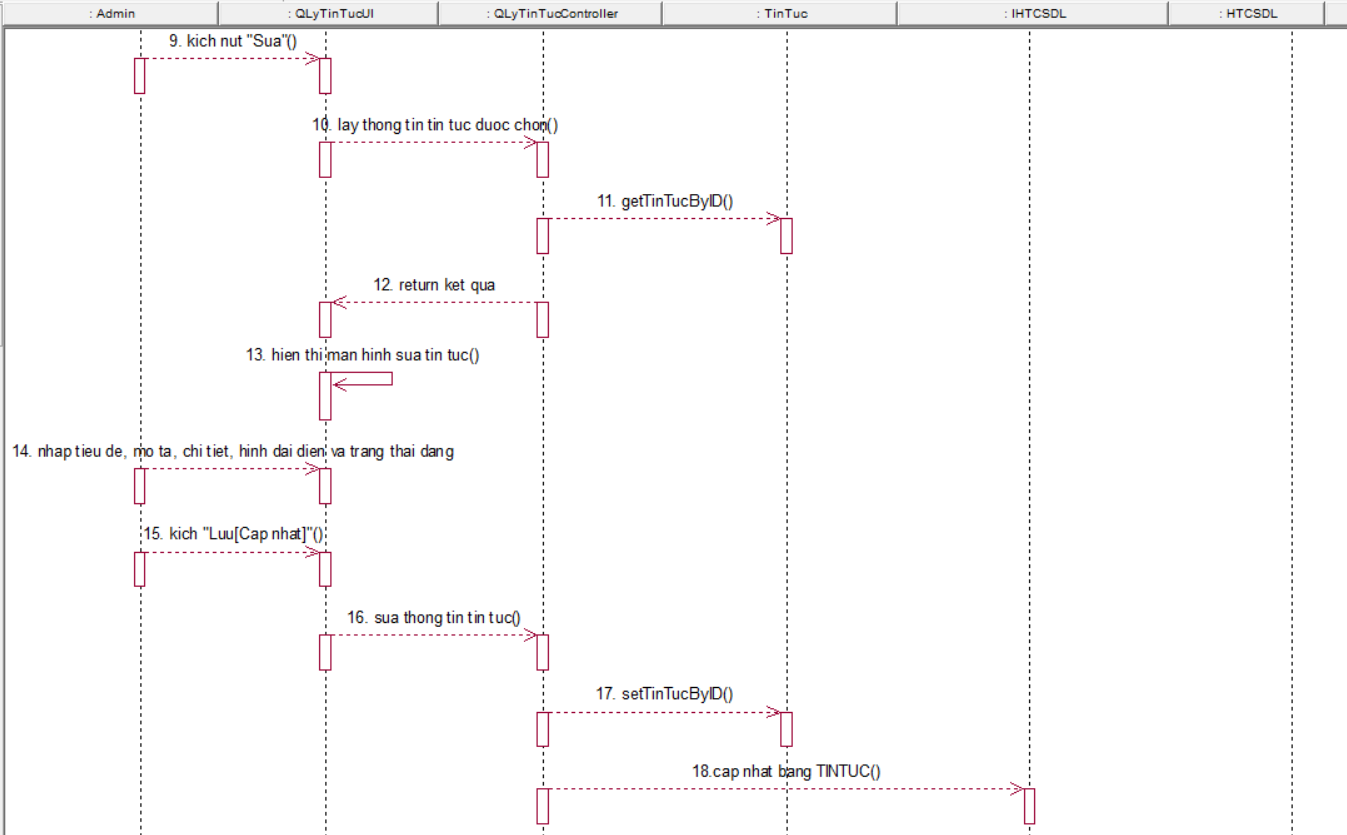 : Admin
: QLyTinTucUI
: QLyTinTucController
: TinTuc
: IHTCSDL
: HTCSDL
9. kich nut "Sua"()
10. lay thong tin tin tuc duoc chon()
11. getTinTucByID()
12. return ket qua
13. hien thi man hinh sua tin tuc()
14. nhap tieu de, mo ta, chi tiet, hinh dai dien va trang thai dang
15. kich "Luu[Cap nhat]"()
16. sua thong tin tin tuc()
17. setTinTucByID()
18.cap nhat bang TINTUC()